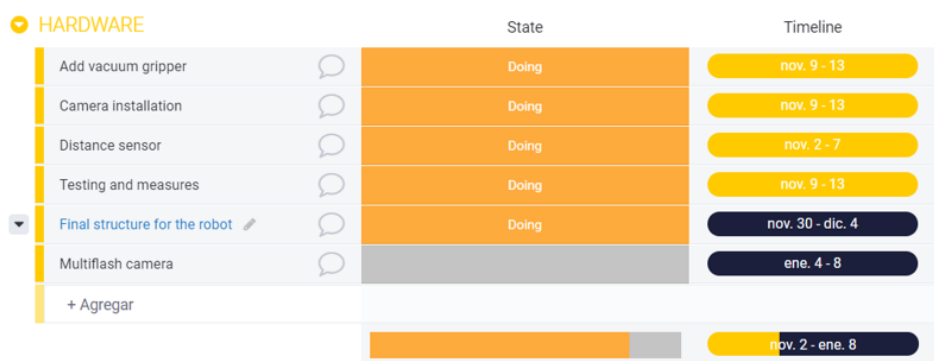 HARDWARE State Timeline
Add vacuum gripper Doing nov. 9 - 13
Camera installation Doing nov. 9 - 13
Distance sensor Doing nov. 2 - 7
Testing and measures Doing nov. 9 - 13
Final structure for the robot Doing nov. 30 - dic. 4
Multiflash camera ene. 4 - 8
+ Agregar
nov. 2 - ene. 8